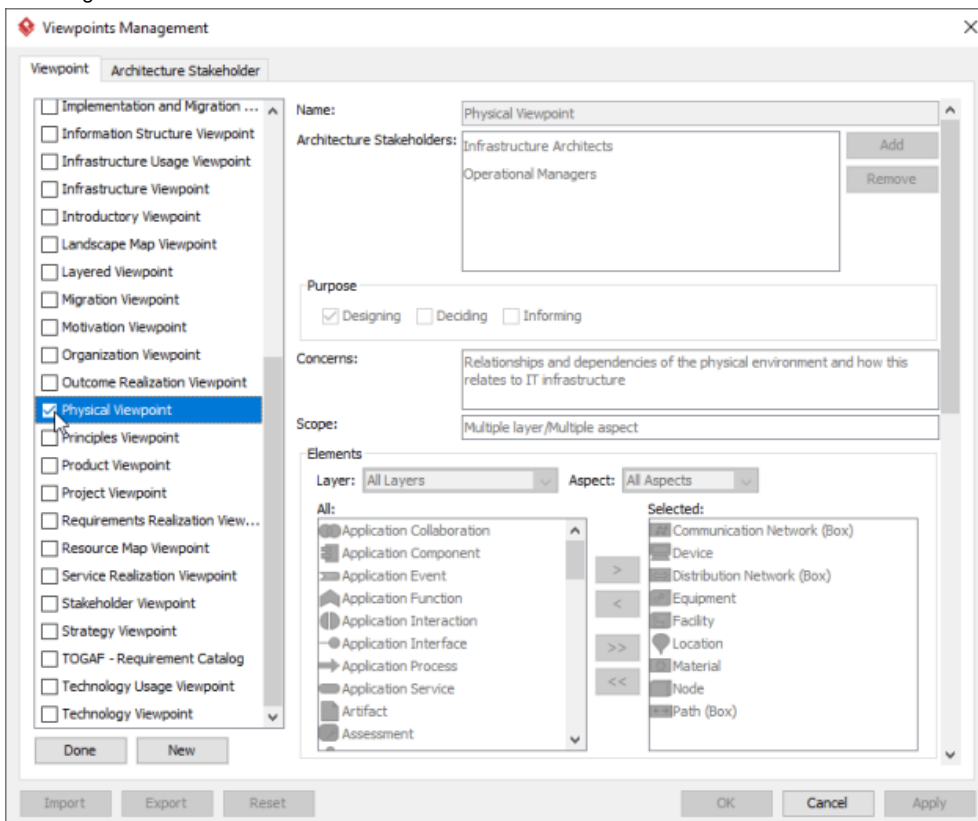 Viewpoints Management
Viewpoint
Architecture Stakeholder
Implementation and Migration ...
Information Structure Viewpoint
Infrastructure Usage Viewpoint
Infrastructure Viewpoint
Introductory Viewpoint
Landscape Map Viewpoint
Layered Viewpoint
Migration Viewpoint
Motivation Viewpoint
Organization Viewpoint
Outcome Realization Viewpoint
Physical Viewpoint
Principles Viewpoint
Product Viewpoint
Project Viewpoint
Requirements Realization View...
Resource Map Viewpoint
Service Realization Viewpoint
Stakeholder Viewpoint
Strategy Viewpoint
TOGAF - Requirement Catalog
Technology Usage Viewpoint
Technology Viewpoint
Done
New
Name:
Physical Viewpoint
Architecture Stakeholders:
Infrastructure Architects
Operational Managers
Add
Remove
Purpose
Designing
Deciding
Informing
Concerns:
Relationships and dependencies of the physical environment and how this
relates to IT infrastructure
Scope:
Multiple layer/Multiple aspect
Elements
Layer:
All Layers
Aspect:
All Aspects
All:
Application Collaboration
Application Component
Application Event
Application Function
Application Interaction
Application Interface
Application Process
Application Service
Artifact
Assessment
>
<
>>
<<
Selected:
Communication Network (Box)
Device
Distribution Network (Box)
Equipment
Facility
Location
Material
Node
Path (Box)
Import
Export
Reset
OK
Cancel
Apply